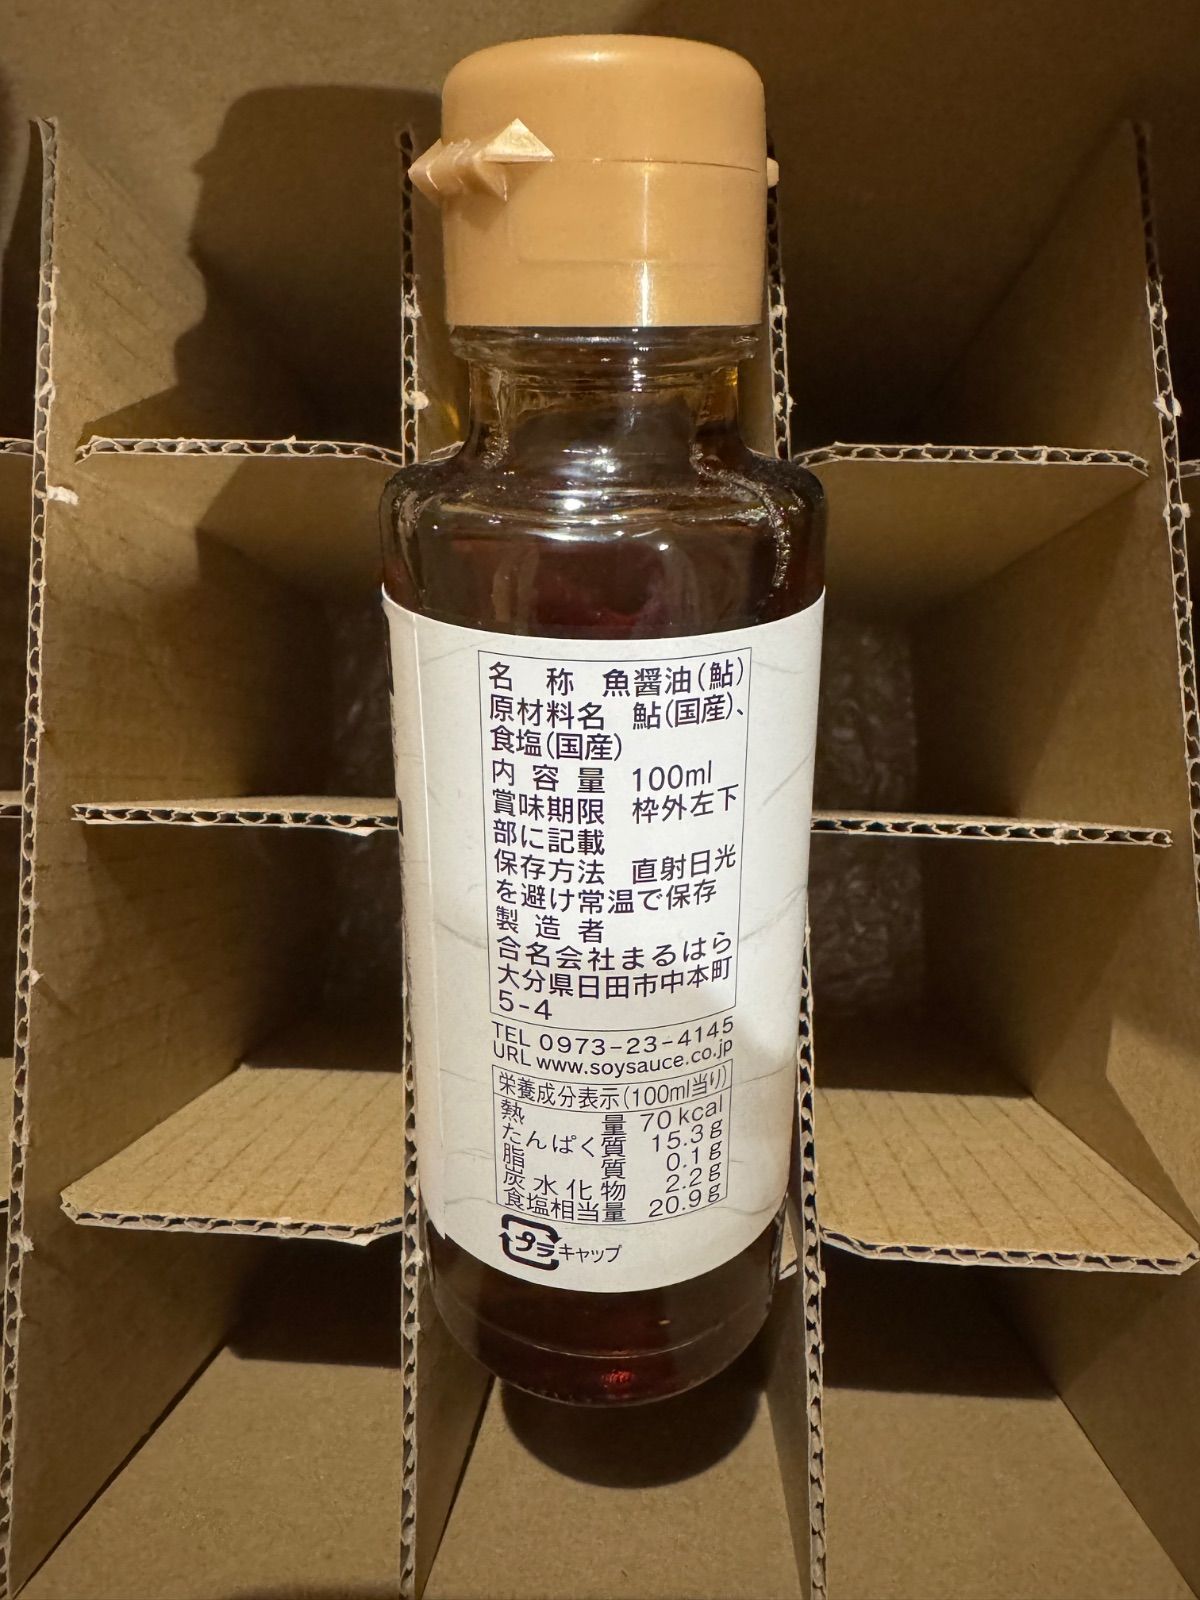 名称 魚醤油(鮎)
原材料名 鮎(国産)、
食塩(国産)
内容量 100ml
賞味期限 枠外左下
部に記載
保存方法 直射日光
を避け常温で保存
製造者
合名会社まるはら
大分県日田市中本町
5-4
TEL 0973-23-4145
URL www.soysauce.co.jp
栄養成分表示(100ml当り)
熱量 70kcal
たんぱく質 15.3g
脂質 0.1g
炭水化物 2.2g
食塩相当量 20.9g
プラ キャップ